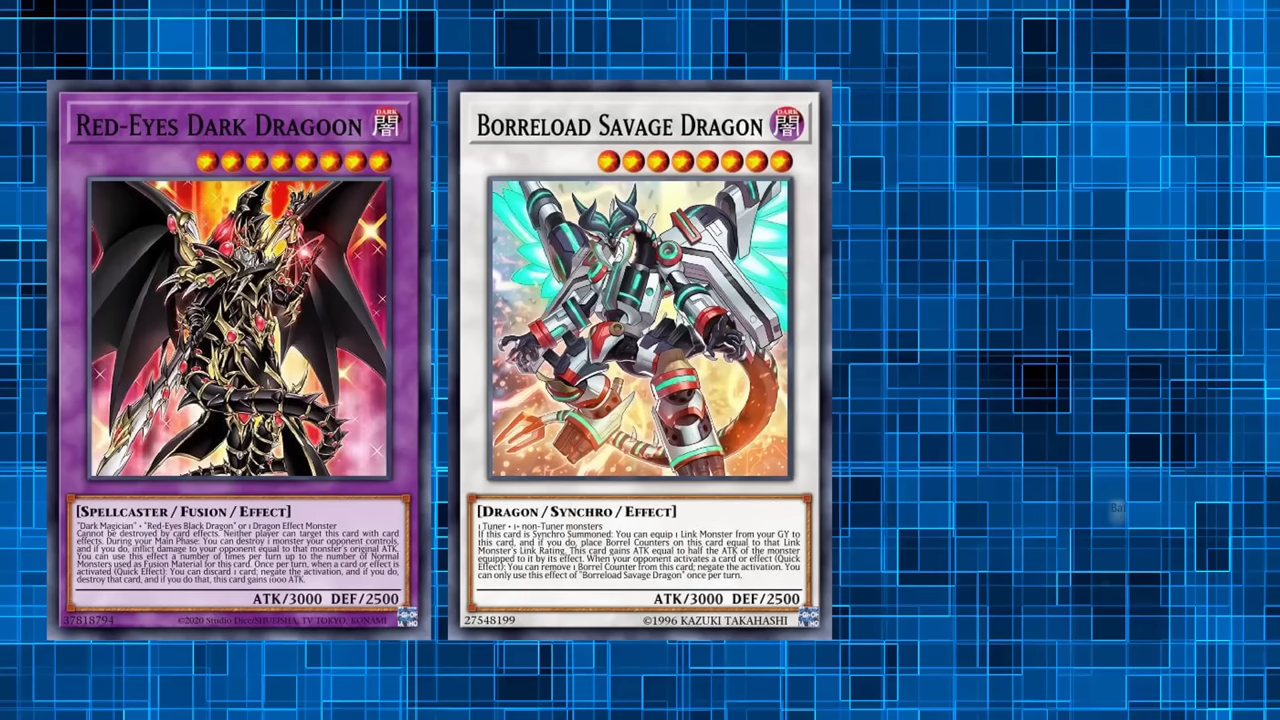 RED-EYES DARK DRAGOON
DARK
闇
[SPELLCASTER / FUSION / EFFECT]
"Dark Magician" + "Red-Eyes Black Dragon" or 1 Dragon Effect Monster
Cannot be destroyed by card effects. Neither player can target this card with card
effects. During your Main Phase: You can destroy 1 monster your opponent controls,
and if you do, inflict damage to your opponent equal to that monster's original ATK.
You can use this effect a number of times per turn up to the number of Normal
Monsters used as Fusion Material for this card. Once per turn, when a card or effect is
activated (Quick Effect): You can discard 1 card; negate the activation, and if you do,
destroy that card, and if you do that, this card gains 1000 ATK.
ATK/3000 DEF/2500
37818794
©2020 Studio Dice/SHUEISHA, TV TOKYO, KONAMI
BORRELOAD SAVAGE DRAGON
DARK
闇
[DRAGON / SYNCHRO / EFFECT]
1 Tuner + 1+ non-Tuner monsters
If this card is Synchro Summoned: You can equip 1 Link Monster from your GY to
this card, and if you do, place Borrel Counters on this card equal to that Link
Monster's Link Rating. This card gains ATK equal to half the ATK of the monster
equipped to it by its effect. When your opponent activates a card or effect (Quick
Effect): You can remove 1 Borrel Counter from this card; negate the activation. You
can only use this effect of "Borreload Savage Dragon" once per turn.
ATK/3000 DEF/2500
27548199
©1996 KAZUKI TAKAHASHI